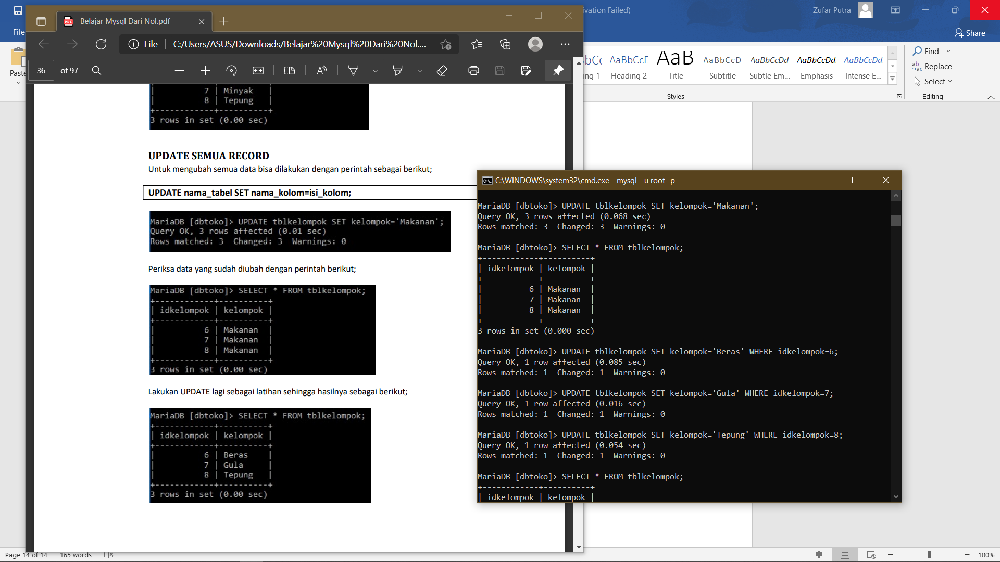 Belajar Mysql Dari Nol.pdf
File
C:/Users/ASUS/Downloads/Belajar%20Mysql%20Dari%20Nol....
36 of 97
| 7 | Minyak |
| 8 | Tepung |
+------------+----------+
3 rows in set (0.00 sec)
UPDATE SEMUA RECORD
Untuk mengubah semua data bisa dilakukan dengan perintah sebagai berikut;
UPDATE nama_tabel SET nama_kolom=isi_kolom;
MariaDB [dbtoko]> UPDATE tblkelompok SET kelompok='Makanan';
Query OK, 3 rows affected (0.01 sec)
Rows matched: 3 Changed: 3 Warnings: 0
Periksa data yang sudah diubah dengan perintah berikut;
MariaDB [dbtoko]> SELECT * FROM tblkelompok;
+------------+----------+
| idkelompok | kelompok |
+------------+----------+
| 6 | Makanan |
| 7 | Makanan |
| 8 | Makanan |
+------------+----------+
3 rows in set (0.00 sec)
Lakukan UPDATE lagi sebagai latihan sehingga hasilnya sebagai berikut;
MariaDB [dbtoko]> SELECT * FROM tblkelompok;
+------------+----------+
| idkelompok | kelompok |
+------------+----------+
| 6 | Beras |
| 7 | Gula |
| 8 | Tepung |
+------------+----------+
3 rows in set (0.00 sec)
C:\WINDOWS\system32\cmd.exe - mysql -u root -p
MariaDB [dbtoko]> UPDATE tblkelompok SET kelompok='Makanan';
Query OK, 3 rows affected (0.068 sec)
Rows matched: 3 Changed: 3 Warnings: 0
MariaDB [dbtoko]> SELECT * FROM tblkelompok;
+------------+----------+
| idkelompok | kelompok |
+------------+----------+
| 6 | Makanan |
| 7 | Makanan |
| 8 | Makanan |
+------------+----------+
3 rows in set (0.000 sec)
MariaDB [dbtoko]> UPDATE tblkelompok SET kelompok='Beras' WHERE idkelompok=6;
Query OK, 1 row affected (0.085 sec)
Rows matched: 1 Changed: 1 Warnings: 0
MariaDB [dbtoko]> UPDATE tblkelompok SET kelompok='Gula' WHERE idkelompok=7;
Query OK, 1 row affected (0.016 sec)
Rows matched: 1 Changed: 1 Warnings: 0
MariaDB [dbtoko]> UPDATE tblkelompok SET kelompok='Tepung' WHERE idkelompok=8;
Query OK, 1 row affected (0.054 sec)
Rows matched: 1 Changed: 1 Warnings: 0
MariaDB [dbtoko]> SELECT * FROM tblkelompok;
+------------+----------+
| idkelompok | kelompok |
Failed)
Zufar Putra
File
Share
Paste
AaBbCcD
AaB
AaBbCcD
AaBbCcDd
AaBbCcDd
AaBbCcDd
Heading 2
Title
Subtitle
Subtle Em...
Emphasis
Intense E...
Styles
Find
Replace
Select
Editing
Page 14 of 14
165 words
100%